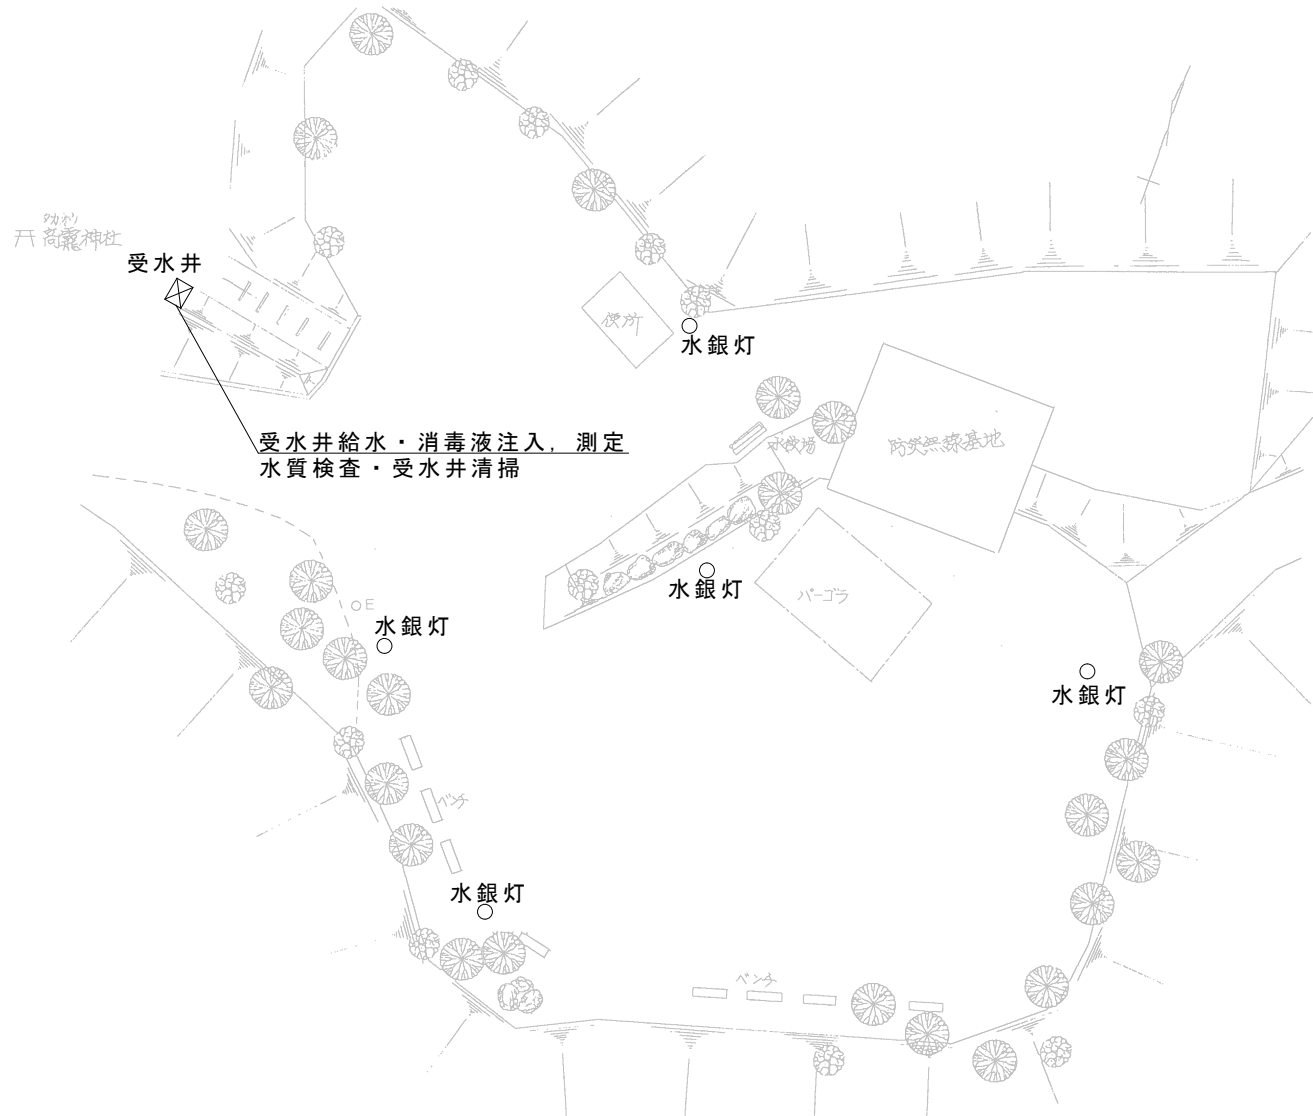 タカオ
高靇神社
受水井
便所
水銀灯
受水井給水・消毒液注入，測定
水質検査・受水井清掃
水飲場
防災無線基地
水銀灯
パーゴラ
E
水銀灯
水銀灯
ベンチ
水銀灯
ベンチ